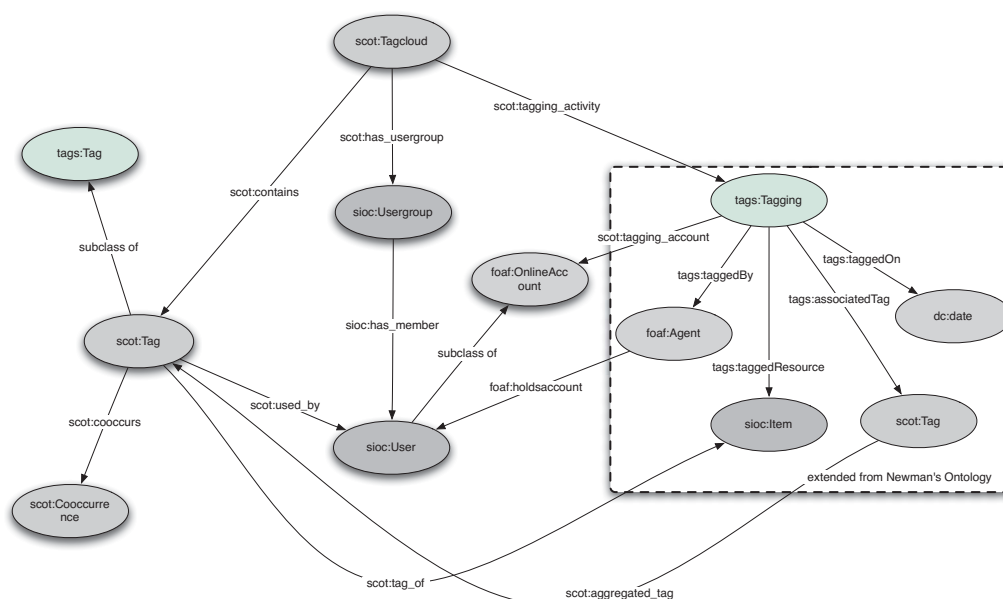 scot:Tagcloud
scot:tagging_activity
scot:has_usergroup
tags:Tag
scot:contains
sioc:Usergroup
tags:Tagging
scot:tagging_account
subclass of
tags:taggedOn
foaf:OnlineAcc
ount
tags:taggedBy
tags:associatedTag
sioc:has_member
dc:date
scot:Tag
foaf:Agent
subclass of
tags:taggedResource
foaf:holdsaccount
scot:used_by
scot:cooccurs
sioc:User
sioc:Item
scot:Tag
extended from Newman's Ontology
scot:Cooccurre
nce
scot:tag_of
scot:aggregated_tag